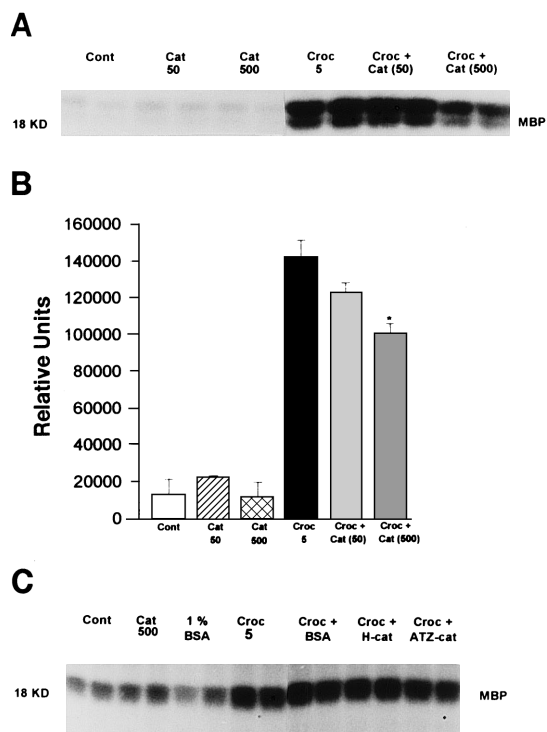 A
Cont Cat Cat Croc Croc + Croc +
50 500 5 Cat (50) Cat (500)
18 KD MBP
B
160000
140000
120000
100000
80000
60000
40000
20000
0
Relative Units
*
Cont Cat Cat Croc Croc + Croc +
50 500 5 Cat (50) Cat (500)
C
Cont Cat 1 % Croc Croc + Croc + Croc +
500 BSA 5 BSA H-cat ATZ-cat
18 KD MBP